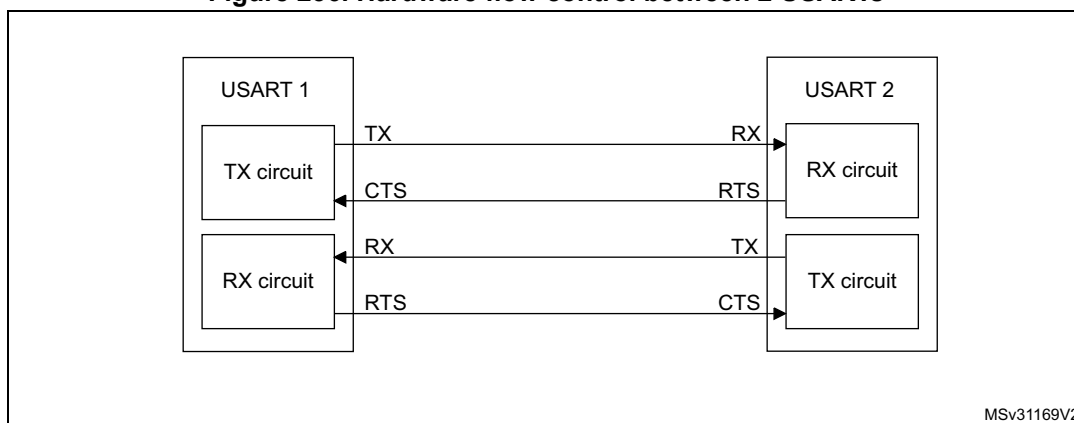 USART 1
USART 2
TX
RX
TX circuit
RX circuit
CTS
RTS
RX
TX
RX circuit
TX circuit
RTS
CTS
MSv31169V2